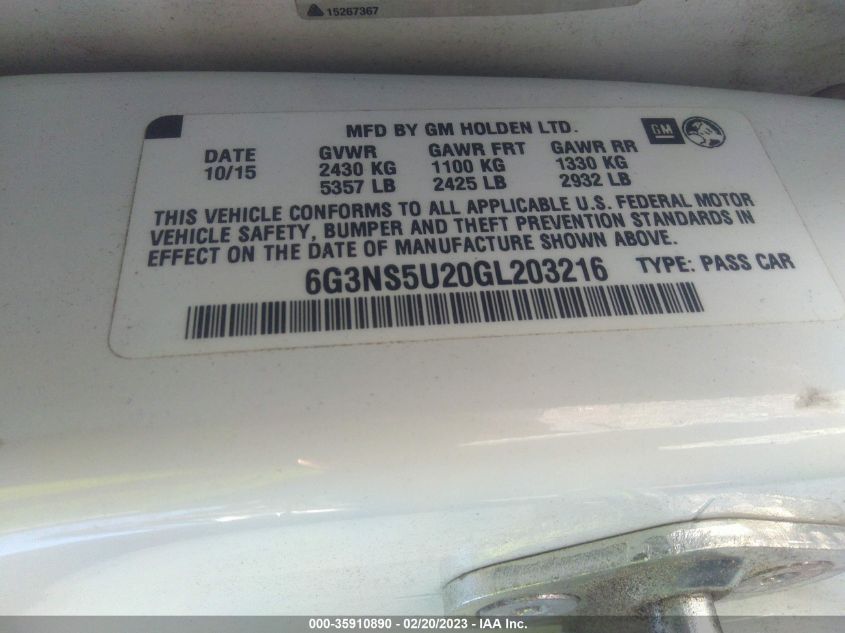 15267367
MFD BY GM HOLDEN LTD.
GM
DATE
10/15
GVWR
2430 KG
5357 LB
GAWR FRT
1100 KG
2425 LB
GAWR RR
1330 KG
2932 LB
THIS VEHICLE CONFORMS TO ALL APPLICABLE U.S. FEDERAL MOTOR
VEHICLE SAFETY, BUMPER AND THEFT PREVENTION STANDARDS IN
EFFECT ON THE DATE OF MANUFACTURE SHOWN ABOVE.
6G3NS5U20GL203216 TYPE: PASS CAR
000-35910890 - 02/20/2023 - IAA Inc.